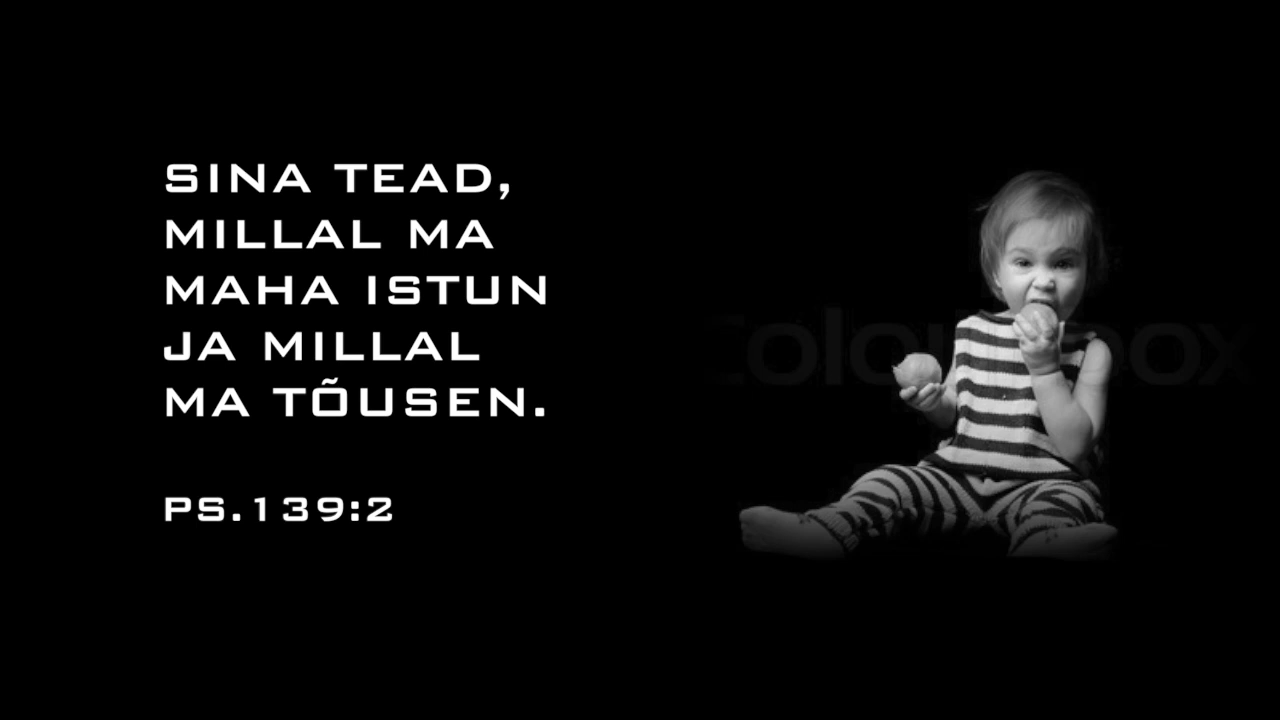 SINA TEAD,
MILLAL MA
MAHA ISTUN
JA MILLAL
MA TÕUSEN.
PS.139:2